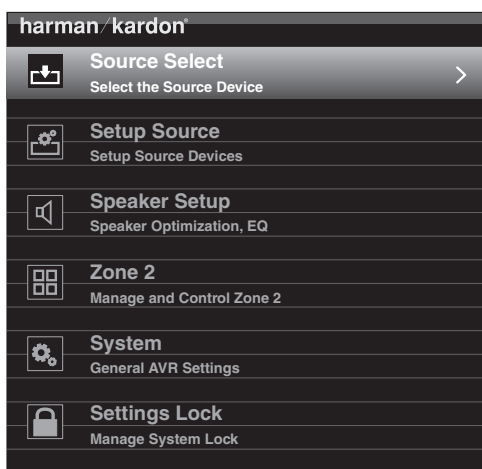 harman/kardon®
Source Select
Select the Source Device
Setup Source
Setup Source Devices
Speaker Setup
Speaker Optimization, EQ
Zone 2
Manage and Control Zone 2
System
General AVR Settings
Settings Lock
Manage System Lock